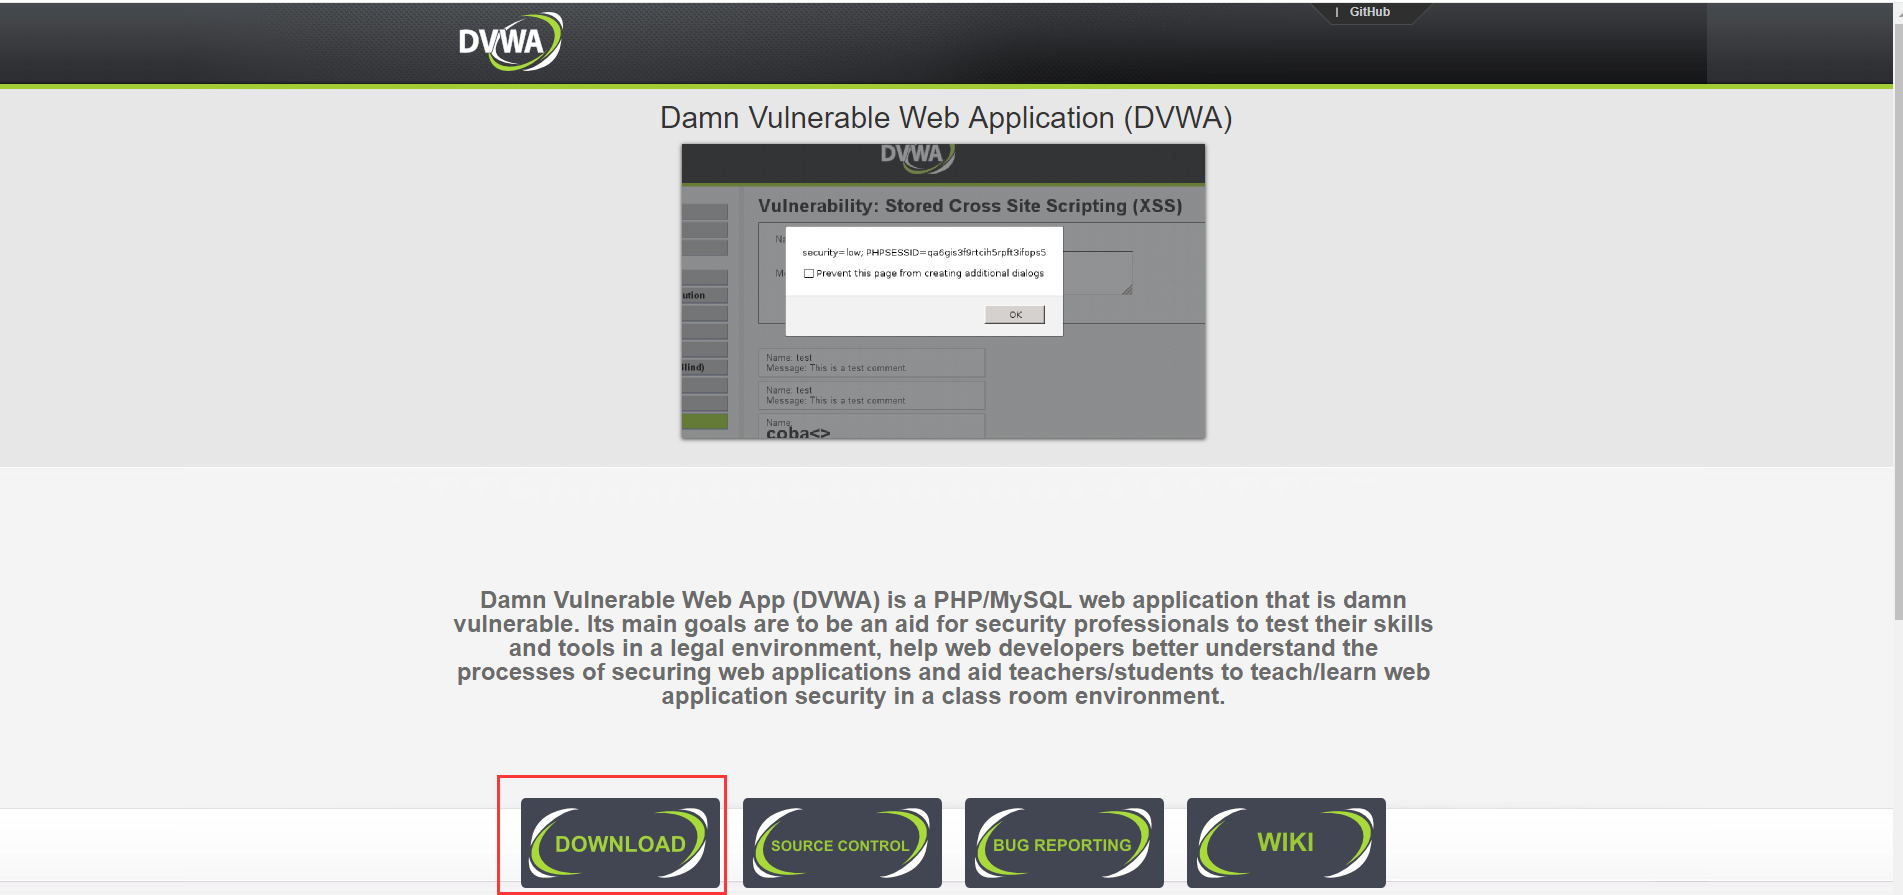 | GitHub
DVWA
Damn Vulnerable Web Application (DVWA)
DVWA
Vulnerability: Stored Cross Site Scripting (XSS)
Na
security=low; PHPSESSID=qa6gis3f9rtcih5rpft3ifops5
M
Prevent this page from creating additional dialogs
ution
OK
Name: test
Message: This is a test comment.
llind)
Name: test
Message: This is a test comment
Name:
coba<>
Damn Vulnerable Web App (DVWA) is a PHP/MySQL web application that is damn
vulnerable. Its main goals are to be an aid for security professionals to test their skills
and tools in a legal environment, help web developers better understand the
processes of securing web applications and aid teachers/students to teach/learn web
application security in a class room environment.
DOWNLOAD
SOURCE CONTROL
BUG REPORTING
WIKI